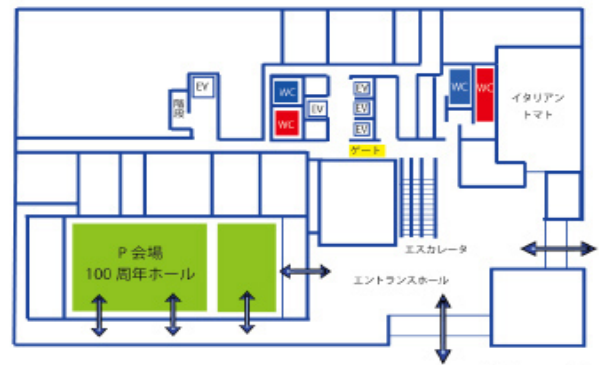 EV
階段
WC
WC
EV
EV
EV
EV
ゲート
WC
WC
イタリアン
トマト
エスカレータ
エントランスホール
P 会場
100 周年ホール